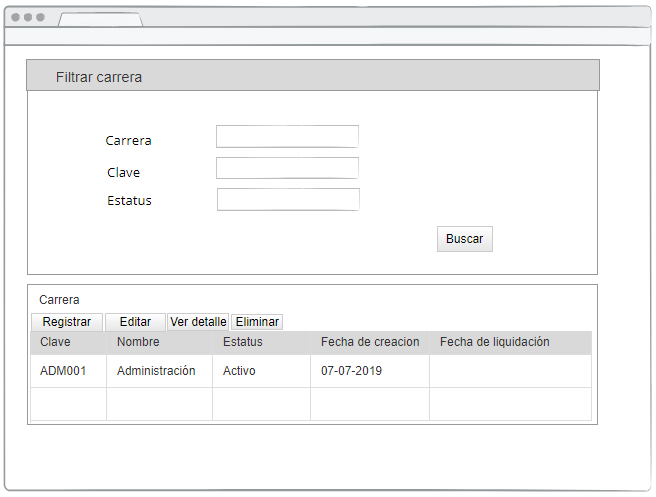 Filtrar carrera
Carrera
Clave
Estatus
Buscar
Carrera
Registrar Editar Ver detalle Eliminar
Clave Nombre Estatus Fecha de creacion Fecha de liquidación
ADM001 Administración Activo 07-07-2019